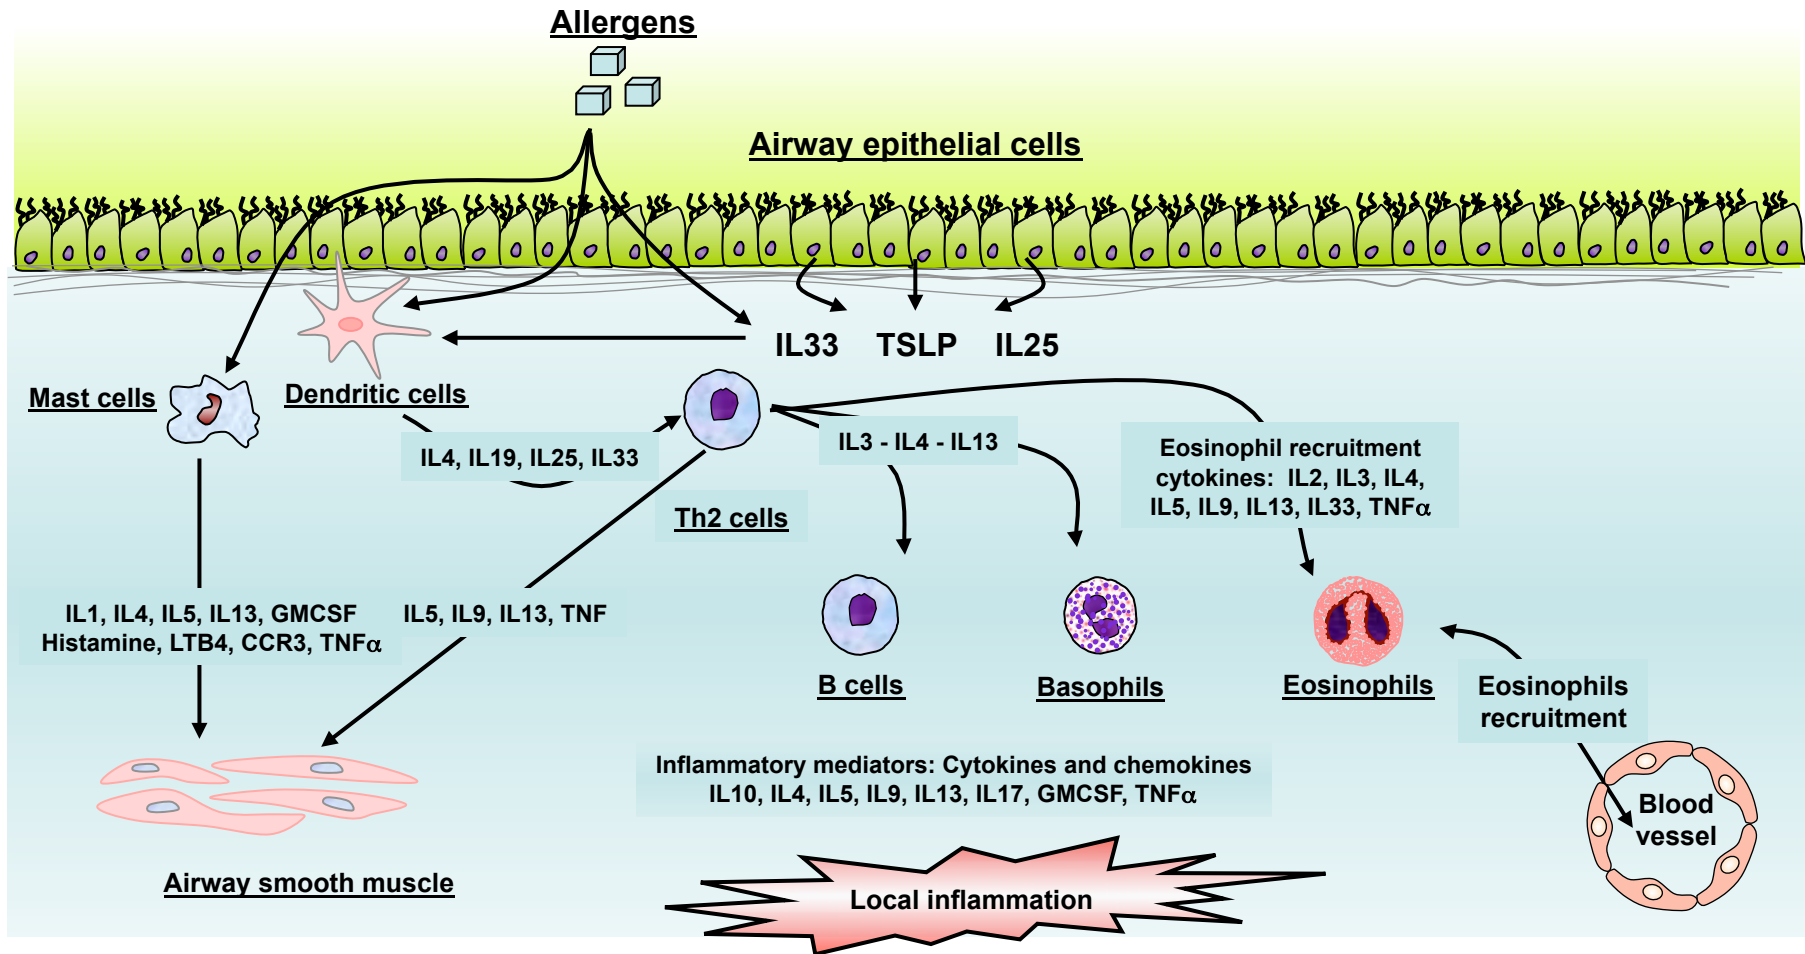 Allergens
Airway epithelial cells
IL33 TSLP IL25
Mast cells
Dendritic cells
IL4, IL19, IL25, IL33
IL3 - IL4 - IL13
Eosinophil recruitment
cytokines: IL2, IL3, IL4,
IL5, IL9, IL13, IL33, TNFα
Th2 cells
IL1, IL4, IL5, IL13, GMCSF
Histamine, LTB4, CCR3, TNFα
IL5, IL9, IL13, TNF
B cells
Basophils
Eosinophils
Eosinophils
recruitment
Inflammatory mediators: Cytokines and chemokines
IL10, IL4, IL5, IL9, IL13, IL17, GMCSF, TNFα
Blood
vessel
Airway smooth muscle
Local inflammation